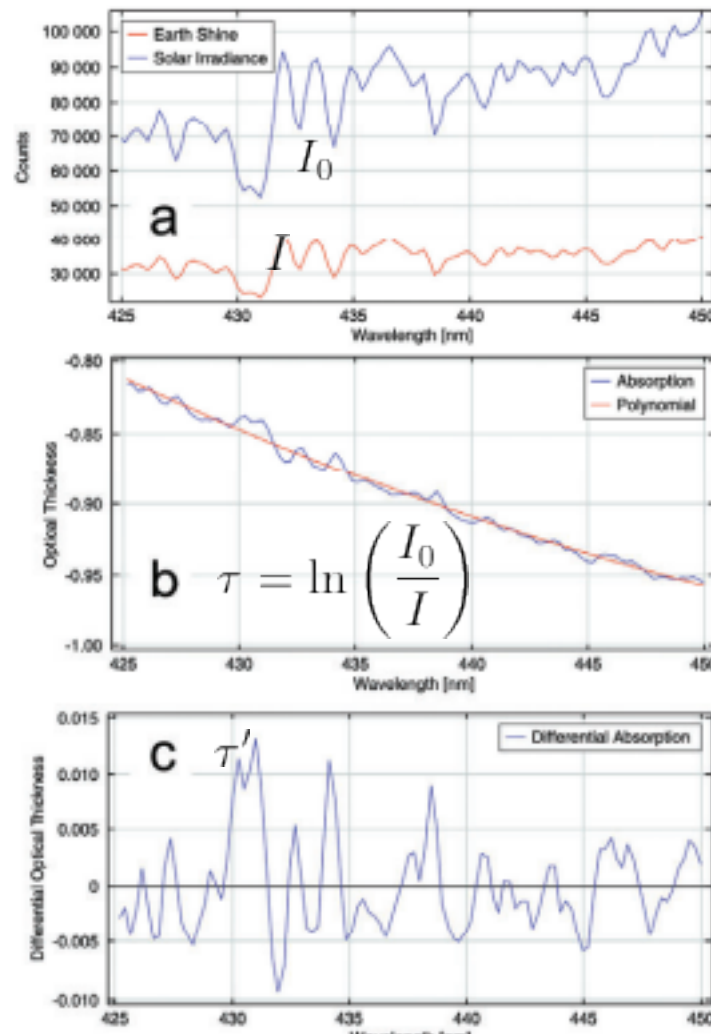 100 000
90 000
80 000
70 000
60 000
50 000
40 000
30 000
Counts
Earth Shine
Solar Irradiance
I₀
a
I
425
430
435
440
445
450
Wavelength [nm]
-0.80
-0.85
-0.90
-0.95
-1.00
Optical Thickness
Absorption
Polynomial
b τ = ln (I₀/I)
425
430
435
440
445
450
Wavelength [nm]
0.015
0.010
0.005
0
-0.005
-0.010
Differential Optical Thickness
c τ′
Differential Absorption
425
430
435
440
445
450